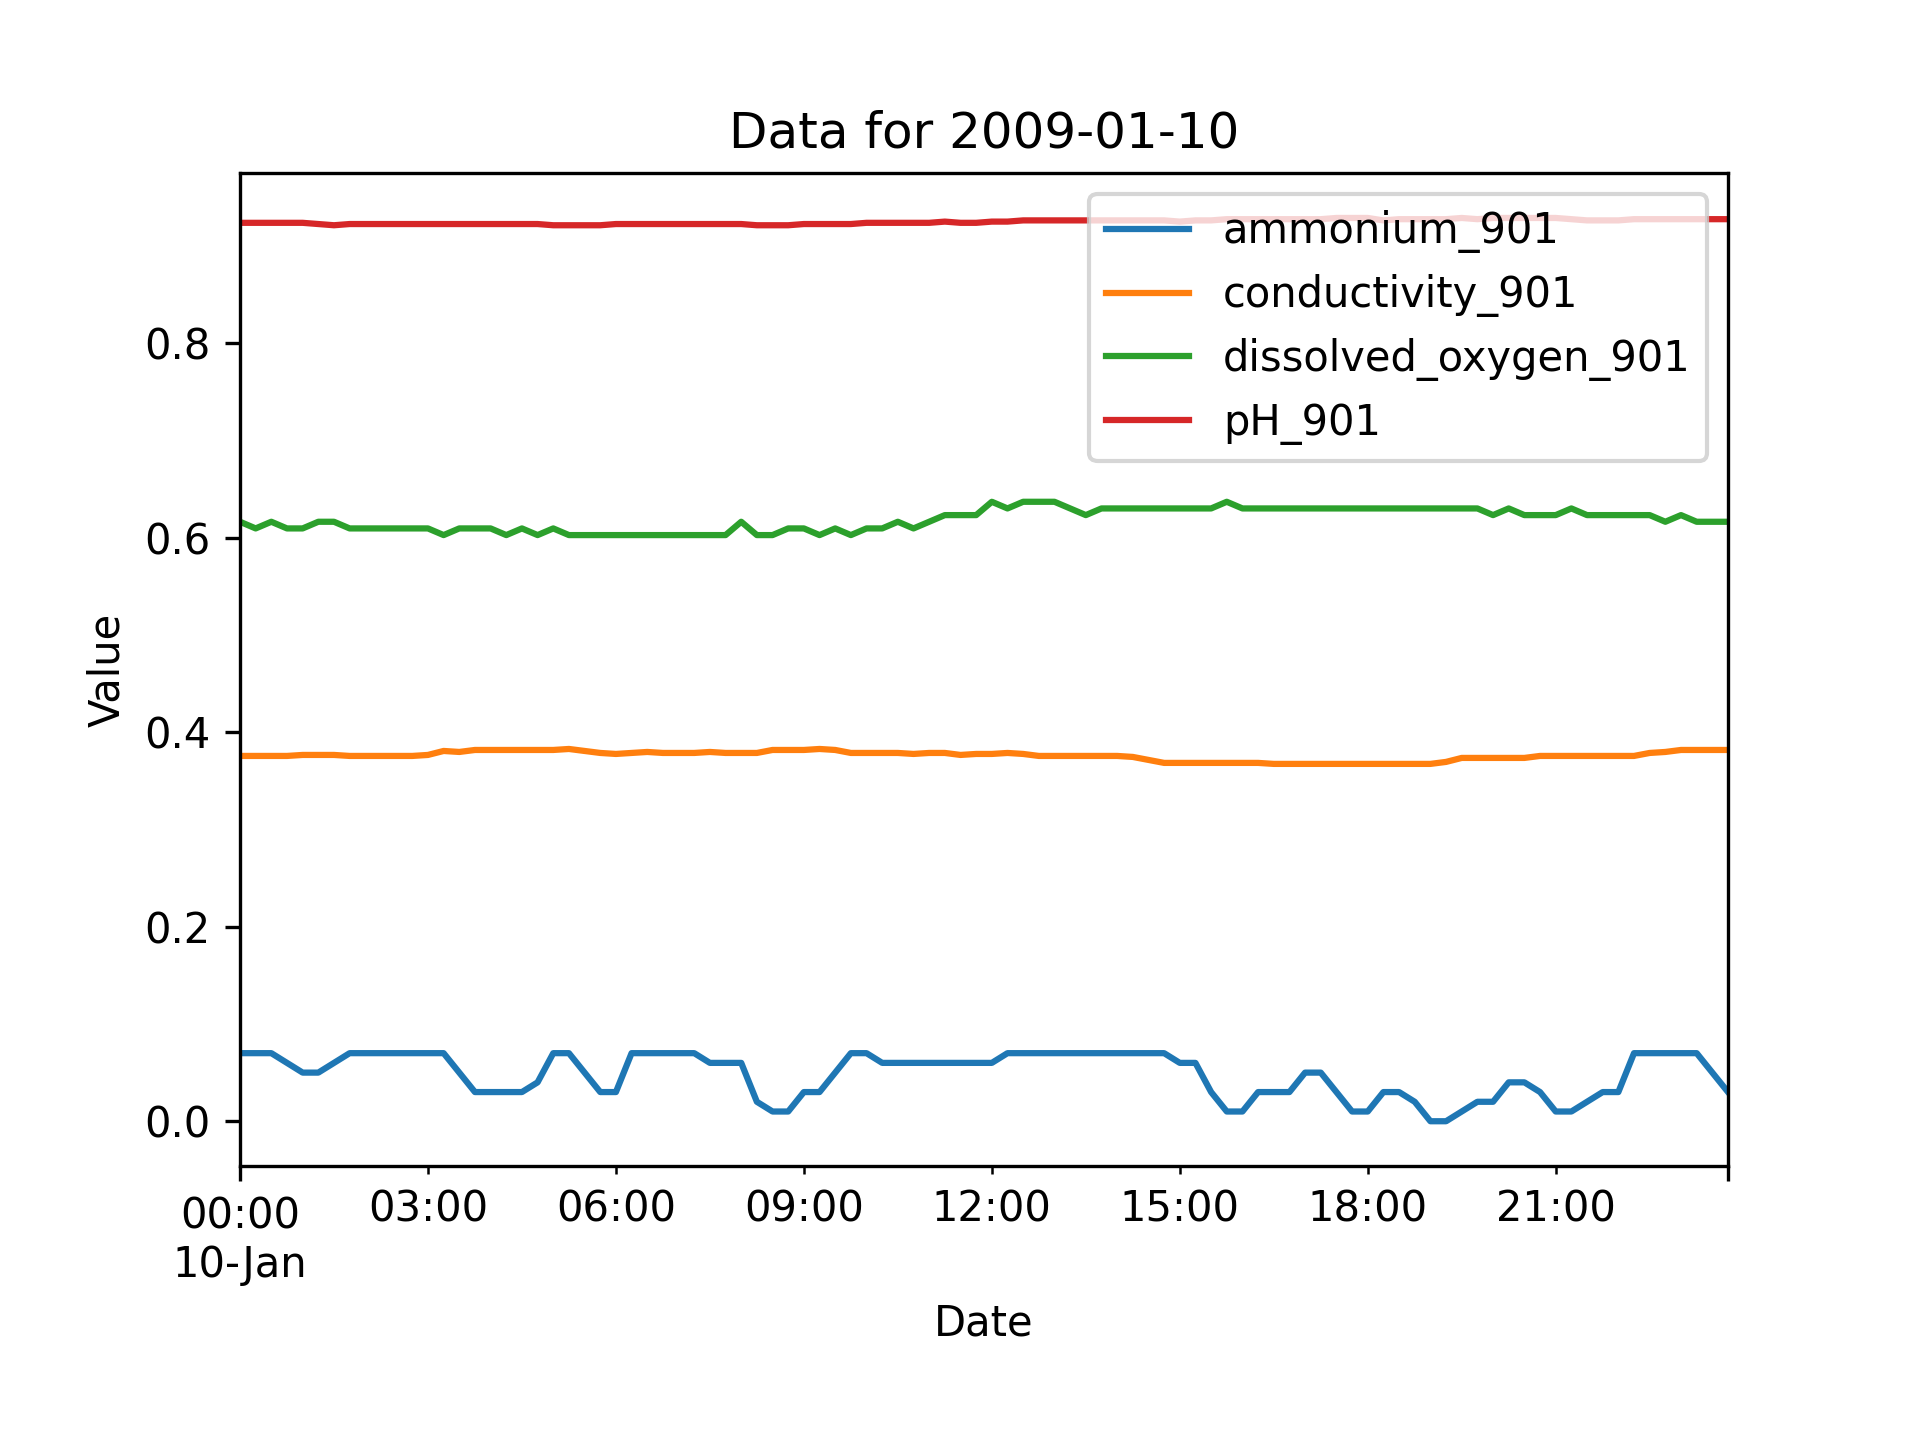 Data for 2009-01-10
ammonium_901
conductivity_901
dissolved_oxygen_901
pH_901
0.8
0.6
0.4
0.2
0.0
Value
00:00 03:00 06:00 09:00 12:00 15:00 18:00 21:00
10-Jan
Date